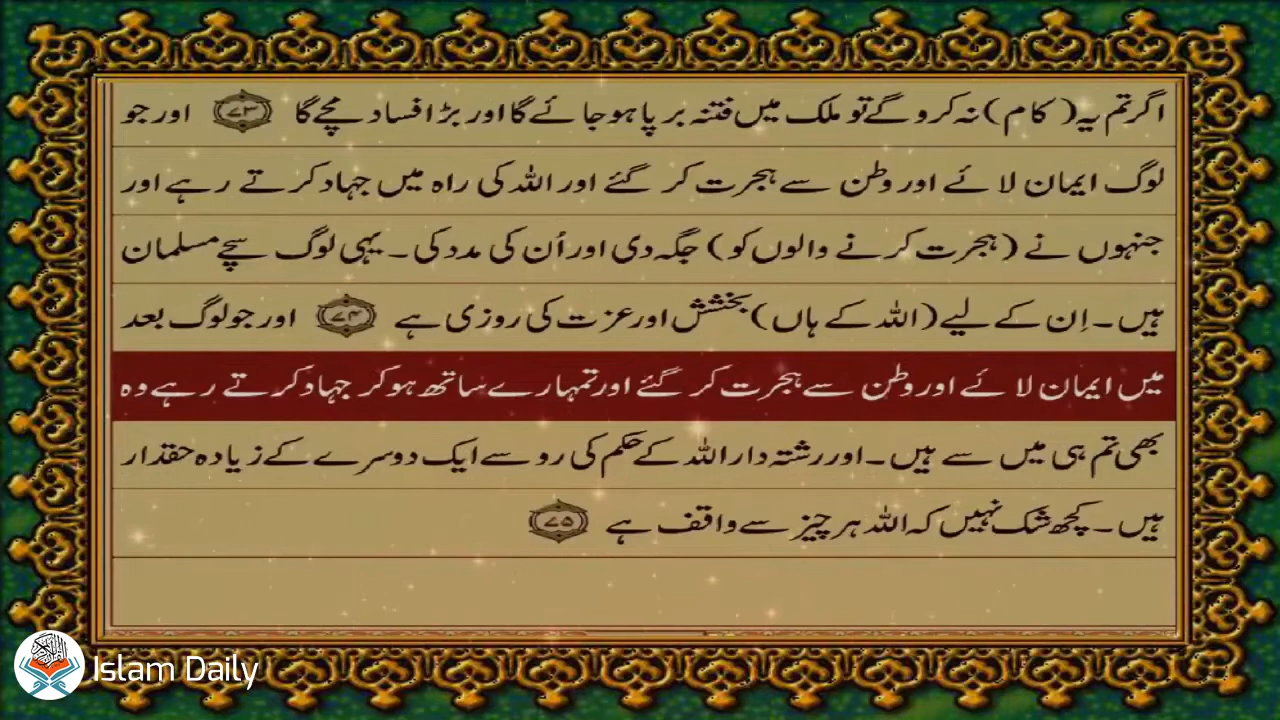 اگر تم یہ (کام) نہ کرو گے تو ملک میں فتنہ برپا ہو جائے گا اور بڑا فساد مچے گا ﴿۷۳﴾ اور جو
لوگ ایمان لائے اور وطن سے ہجرت کر گئے اور اللہ کی راہ میں جہاد کرتے رہے اور
جنہوں نے (ہجرت کرنے والوں کو) جگہ دی اور اُن کی مدد کی۔ یہی لوگ سچے مسلمان
ہیں۔ اِن کے لیے (اللہ کے ہاں) بخشش اور عزت کی روزی ہے ﴿۷۴﴾ اور جو لوگ بعد
میں ایمان لائے اور وطن سے ہجرت کر گئے اور تمہارے ساتھ ہو کر جہاد کرتے رہے وہ
بھی تم ہی میں سے ہیں۔ اور رشتہ دار اللہ کے حکم کی رو سے ایک دوسرے کے زیادہ حقدار
ہیں۔ کچھ شک نہیں کہ اللہ ہر چیز سے واقف ہے ﴿۷۵﴾
Islam Daily